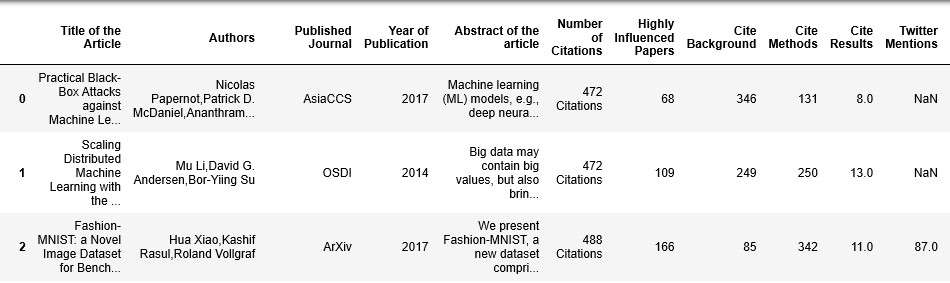 Title of the Article Authors Published Journal Year of Publication Abstract of the article Number of Citations Highly Influenced Papers Cite Background Cite Methods Cite Results Twitter Mentions
0 Practical Black-Box Attacks against Machine Le... Nicolas Papernot,Patrick D. McDaniel,Ananthram... AsiaCCS 2017 Machine learning (ML) models, e.g., deep neura... 472 Citations 68 346 131 8.0 NaN
1 Scaling Distributed Machine Learning with the ... Mu Li,David G. Andersen,Bor-Yiing Su OSDI 2014 Big data may contain big values, but also brin... 472 Citations 109 249 250 13.0 NaN
2 Fashion-MNIST: a Novel Image Dataset for Bench... Hua Xiao,Kashif Rasul,Roland Vollgraf ArXiv 2017 We present Fashion-MNIST, a new dataset compri... 488 Citations 166 85 342 11.0 87.0